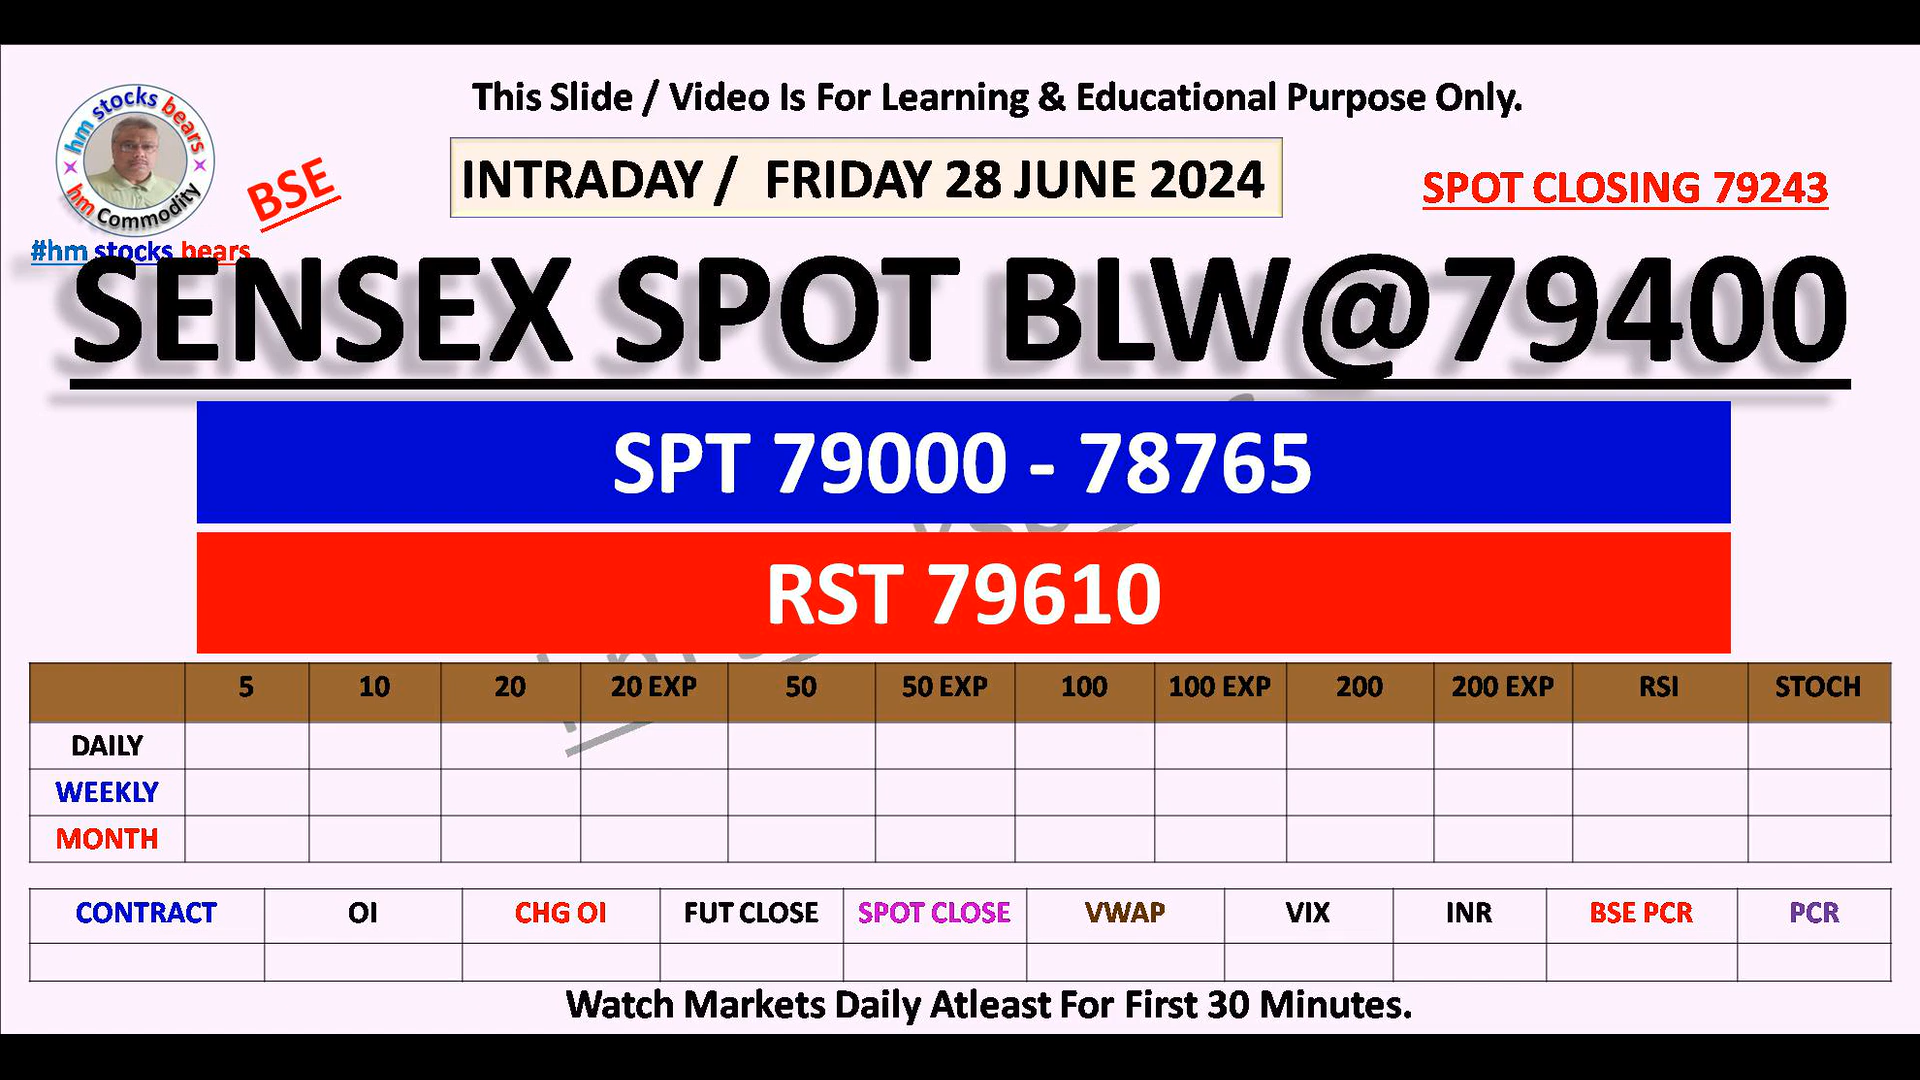 This Slide / Video Is For Learning & Educational Purpose Only.
hm stocks bears
hm Commodity
#hm stocks bears
BSE
INTRADAY /  FRIDAY 28 JUNE 2024
SPOT CLOSING 79243
SENSEX SPOT BLW@79400
SPT 79000 - 78765
RST 79610
5 10 20 20 EXP 50 50 EXP 100 100 EXP 200 200 EXP RSI STOCH
DAILY
WEEKLY
MONTH
CONTRACT OI CHG OI FUT CLOSE SPOT CLOSE VWAP VIX INR BSE PCR PCR
Watch Markets Daily Atleast For First 30 Minutes.